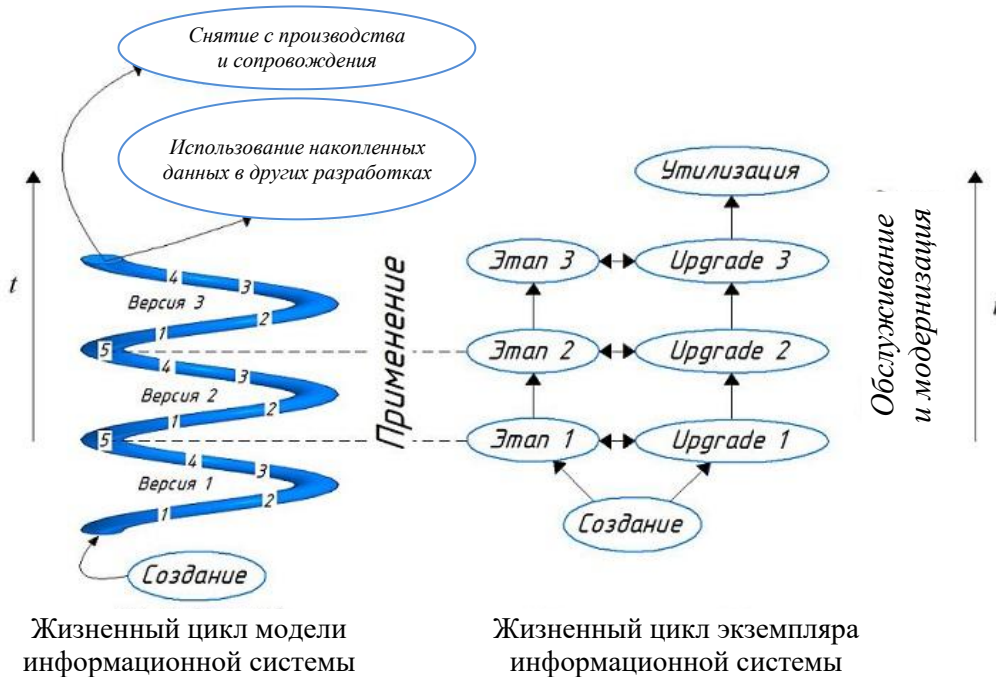 Снятие с производства
и сопровождения
Использование накопленных
данных в других разработках
t
4
3
Версия 3
1
2
5
4
3
Версия 2
1
2
5
4
3
Версия 1
1
2
Создание
Применение
Утилизация
Этап 3
Upgrade 3
Этап 2
Upgrade 2
Этап 1
Upgrade 1
Создание
Обслуживание
и модернизация
Жизненный цикл модели
информационной системы
Жизненный цикл экземпляра
информационной системы